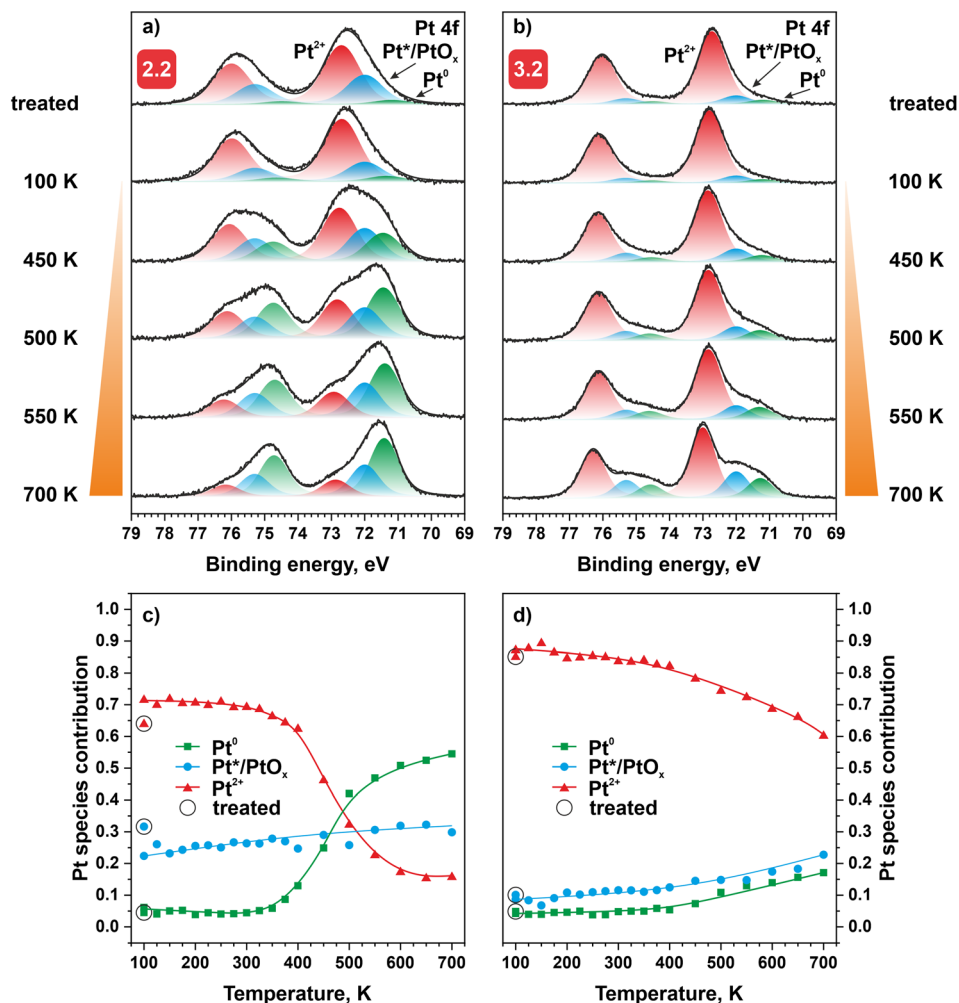 a)
Pt 4f
2.2
Pt²⁺
Pt*/PtOₓ
Pt⁰
treated
100 K
450 K
500 K
550 K
700 K
79 78 77 76 75 74 73 72 71 70 69
Binding energy, eV
b)
Pt 4f
3.2
Pt²⁺
Pt*/PtOₓ
Pt⁰
treated
100 K
450 K
500 K
550 K
700 K
79 78 77 76 75 74 73 72 71 70 69
Binding energy, eV
c)
Pt species contribution
1.0
0.9
0.8
0.7
0.6
0.5
0.4
0.3
0.2
0.1
0.0
Pt⁰
Pt*/PtOₓ
Pt²⁺
treated
100 200 300 400 500 600 700
Temperature, K
d)
Pt⁰
Pt*/PtOₓ
Pt²⁺
treated
1.0
0.9
0.8
0.7
0.6
0.5
0.4
0.3
0.2
0.1
0.0
Pt species contribution
100 200 300 400 500 600 700
Temperature, K